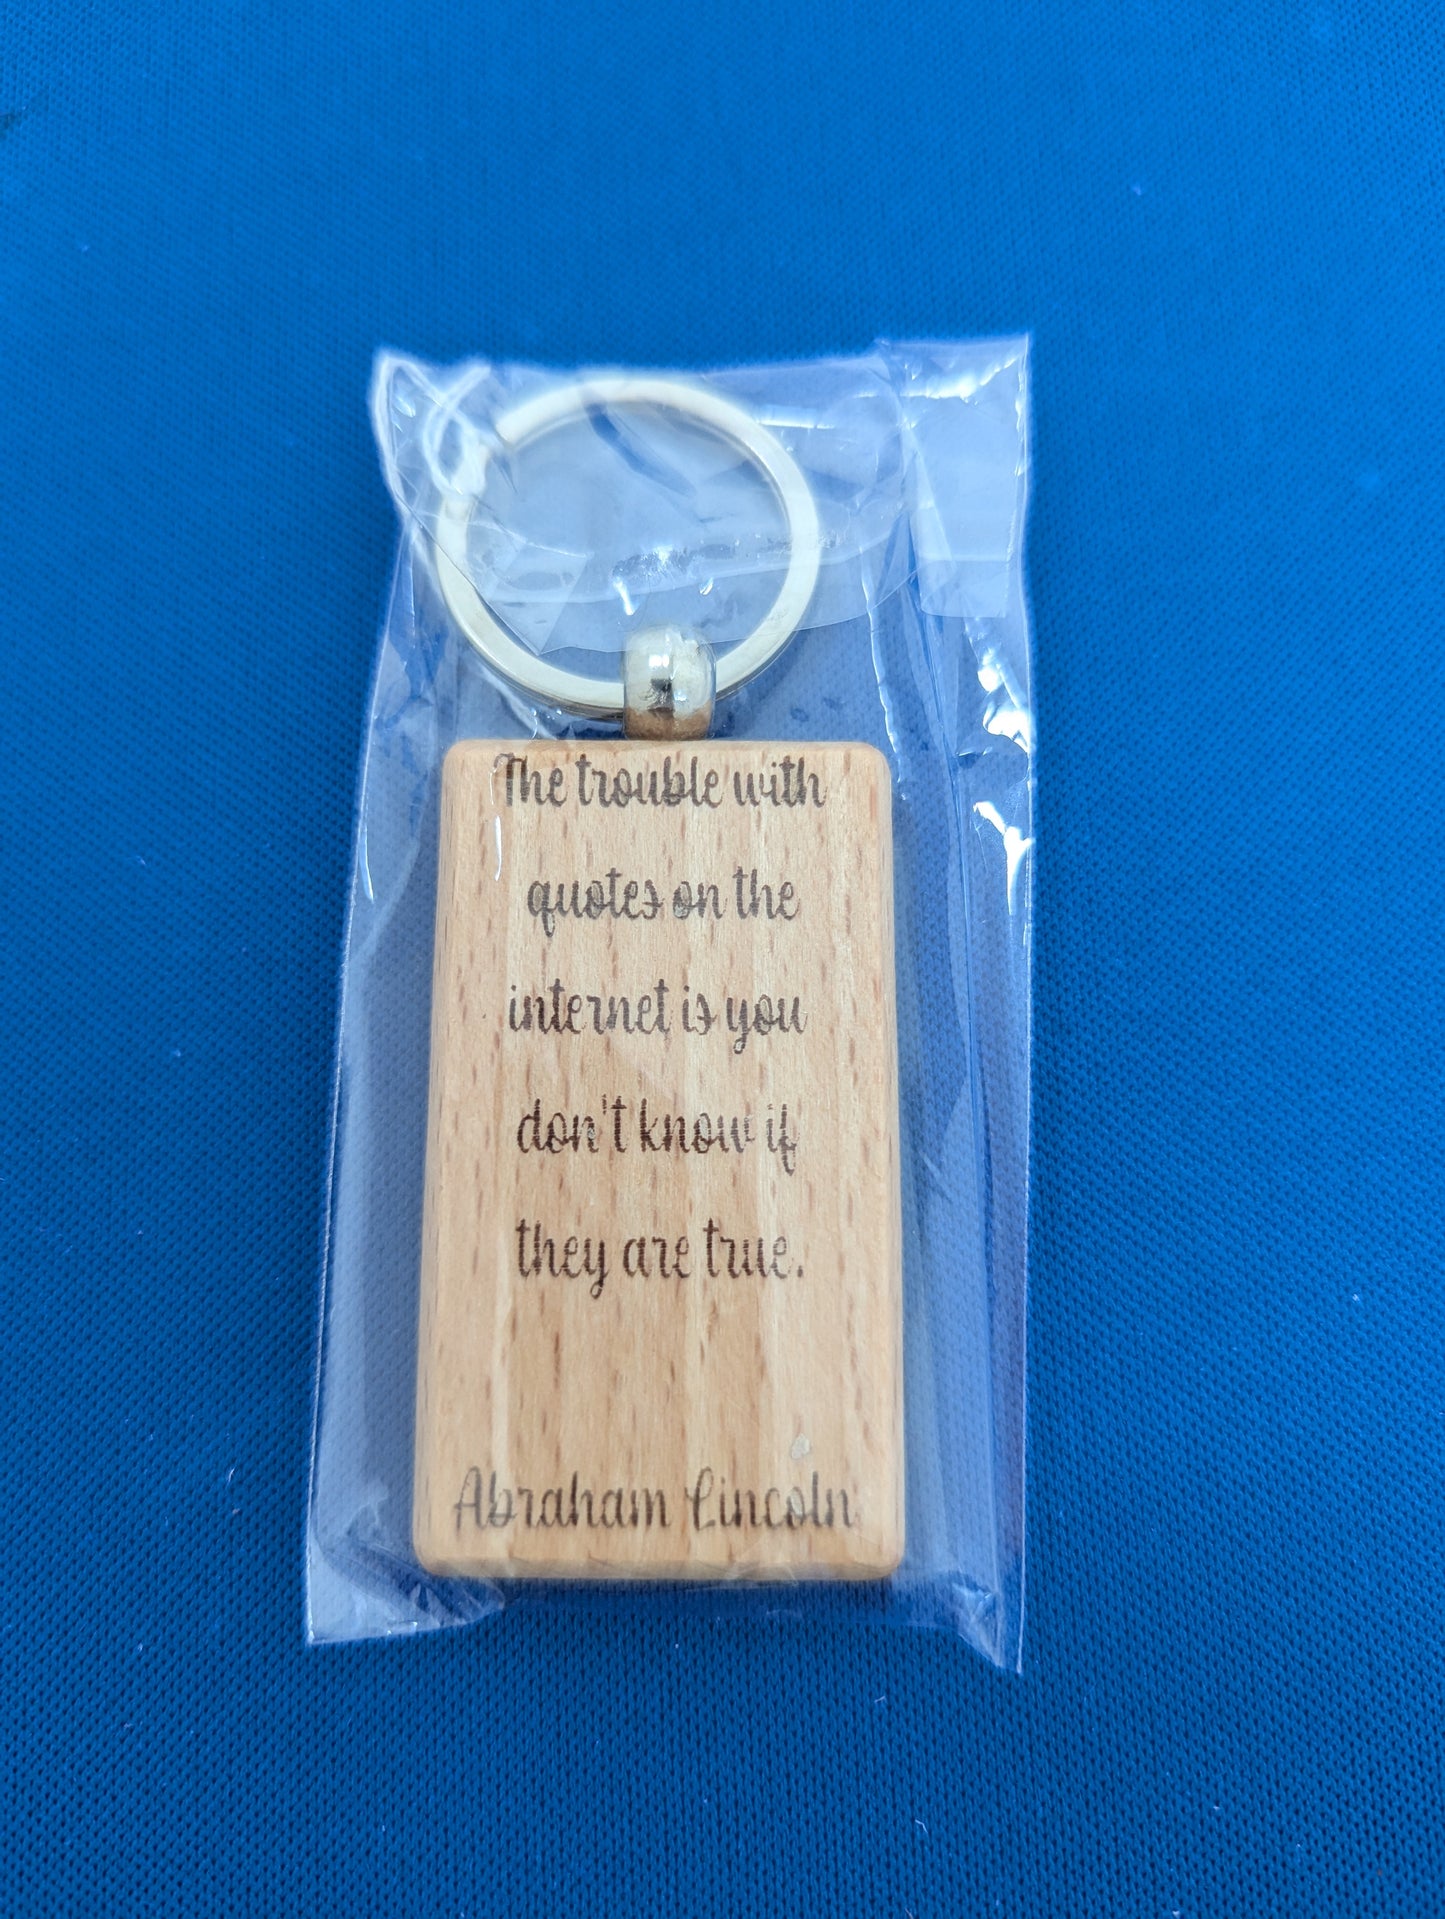 The trouble with
quotes on the
internet is you
don't know if
they are true.
Abraham Lincoln